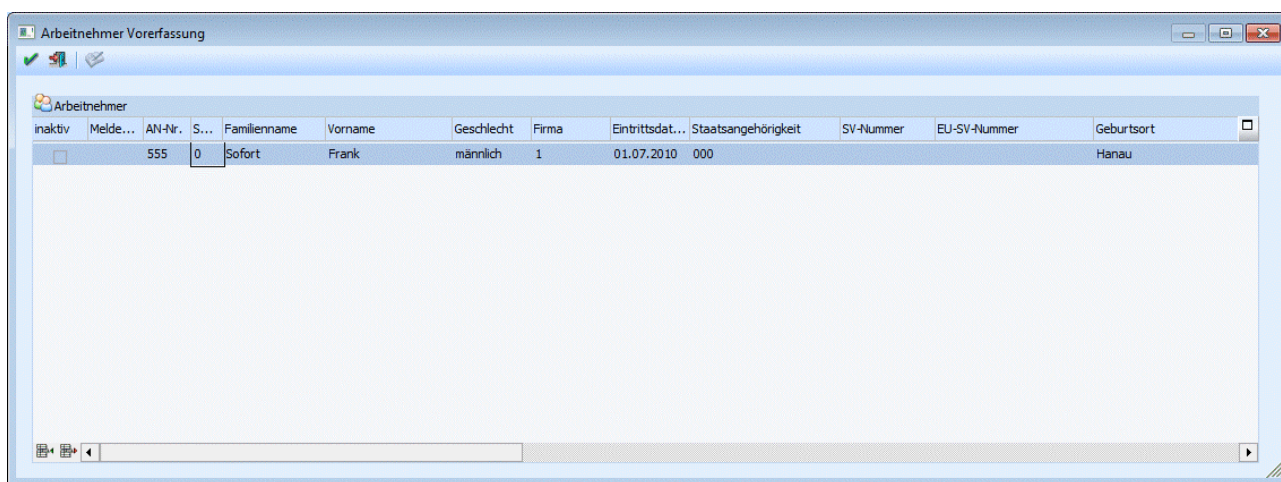 Arbeitnehmer Vorerfassung
Arbeitnehmer
inaktiv Melde... AN-Nr. S... Familienname Vorname Geschlecht Firma Eintrittsdat... Staatsangehörigkeit SV-Nummer EU-SV-Nummer Geburtsort
555 0 Sofort Frank männlich 1 01.07.2010 000 Hanau